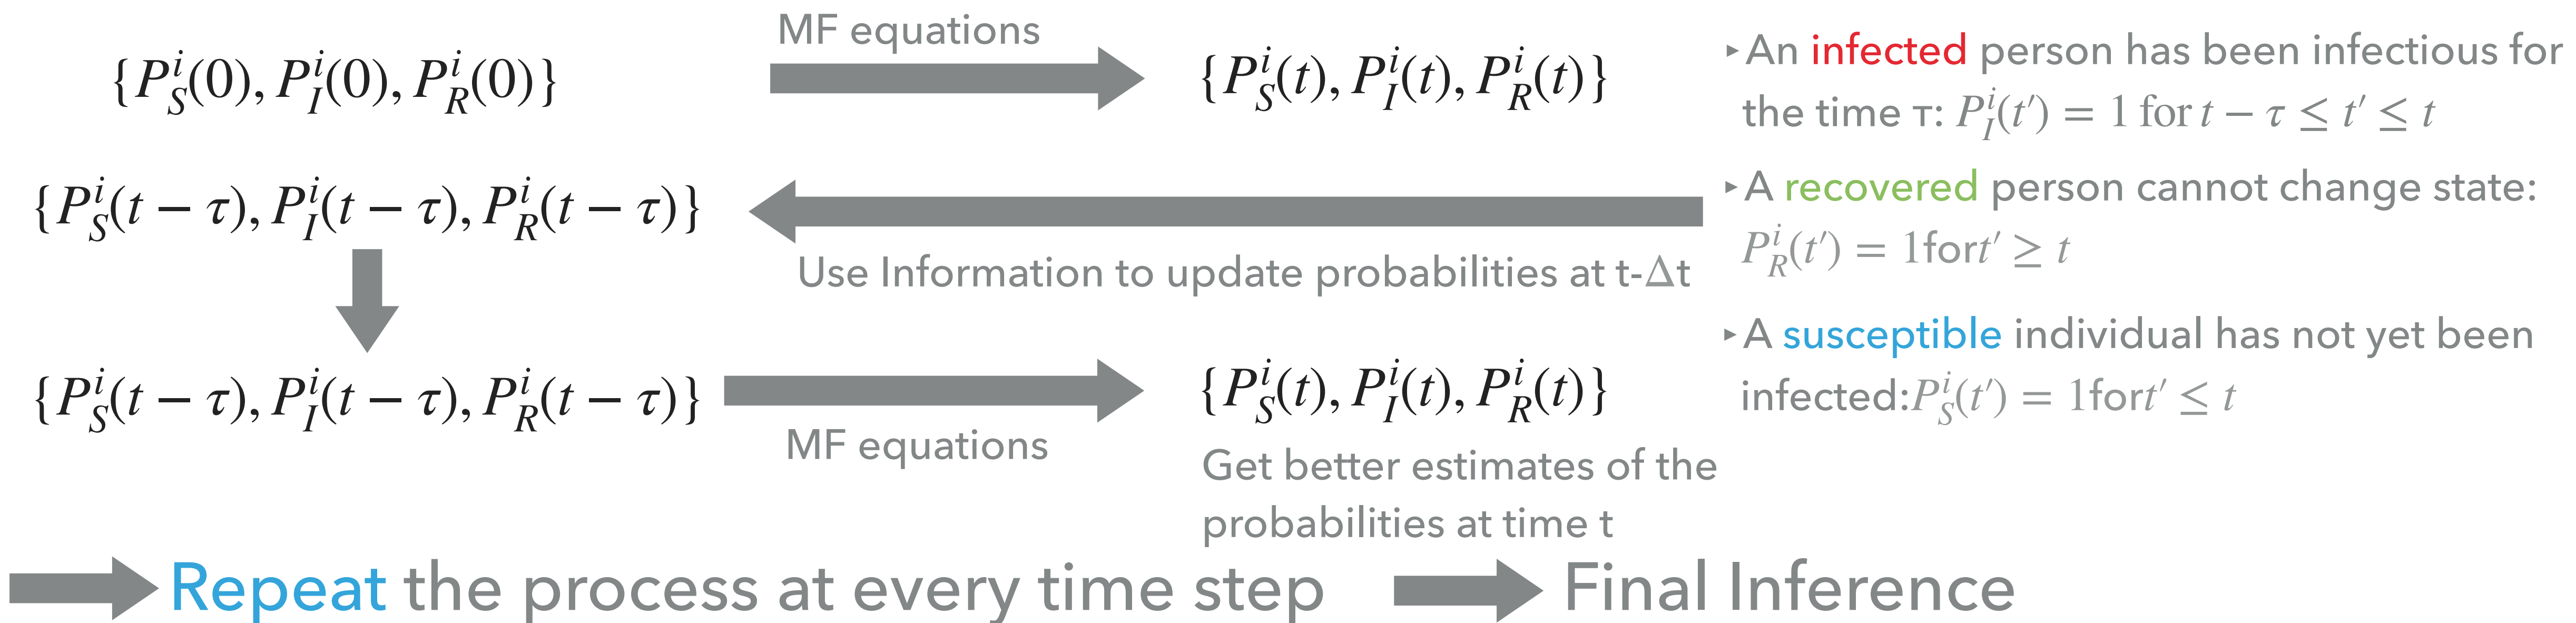 MF equations
{P_S^i(0), P_I^i(0), P_R^i(0)}
{P_S^i(t), P_I^i(t), P_R^i(t)}
▸An infected person has been infectious for
the time τ: P_I^i(t′) = 1 for t − τ ≤ t′ ≤ t
{P_S^i(t − τ), P_I^i(t − τ), P_R^i(t − τ)}
Use Information to update probabilities at t-Δt
▸A recovered person cannot change state:
P_R^i(t′) = 1fort′ ≥ t
▸A susceptible individual has not yet been
infected:P_S^i(t′) = 1fort′ ≤ t
{P_S^i(t − τ), P_I^i(t − τ), P_R^i(t − τ)}
MF equations
{P_S^i(t), P_I^i(t), P_R^i(t)}
Get better estimates of the
probabilities at time t
Repeat the process at every time step
Final Inference